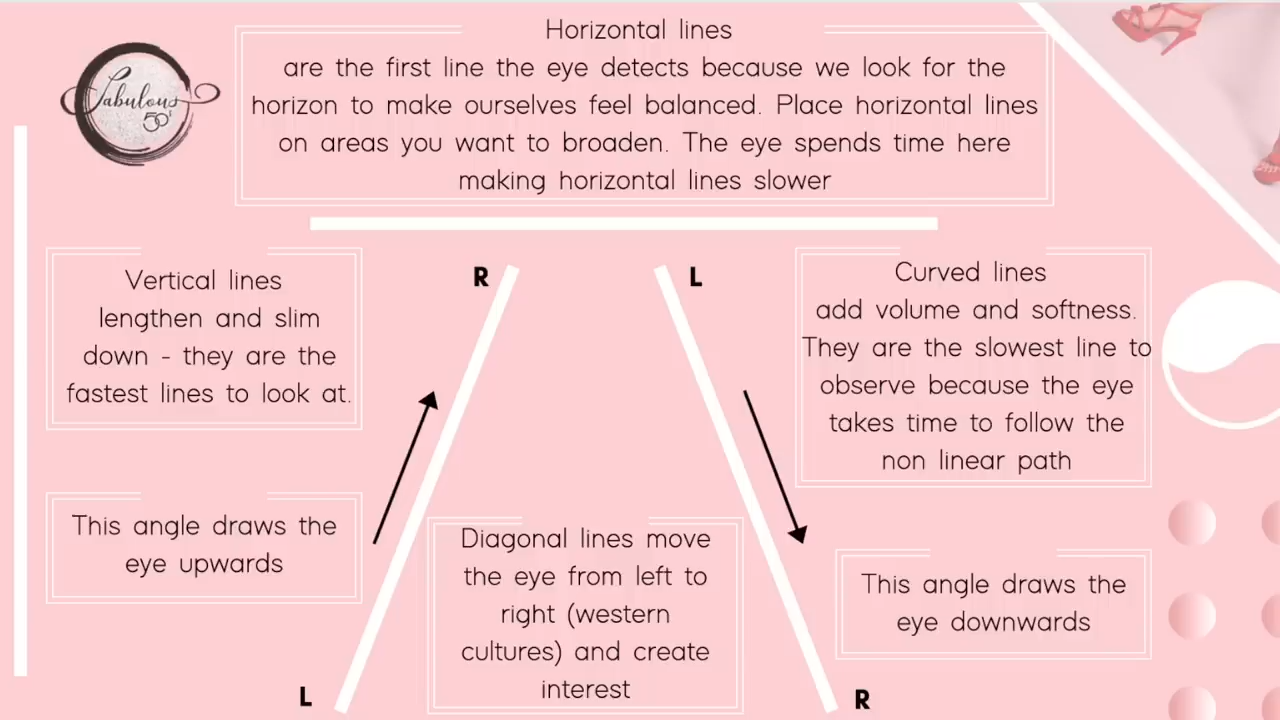 Fabulous
50's
Horizontal lines
are the first line the eye detects because we look for the
horizon to make ourselves feel balanced. Place horizontal lines
on areas you want to broaden. The eye spends time here
making horizontal lines slower
Vertical lines
lengthen and slim
down - they are the
fastest lines to look at.
R
L
Curved lines
add volume and softness.
They are the slowest line to
observe because the eye
takes time to follow the
non linear path
This angle draws the
eye upwards
Diagonal lines move
the eye from left to
right (western
cultures) and create
interest
This angle draws the
eye downwards
L
R